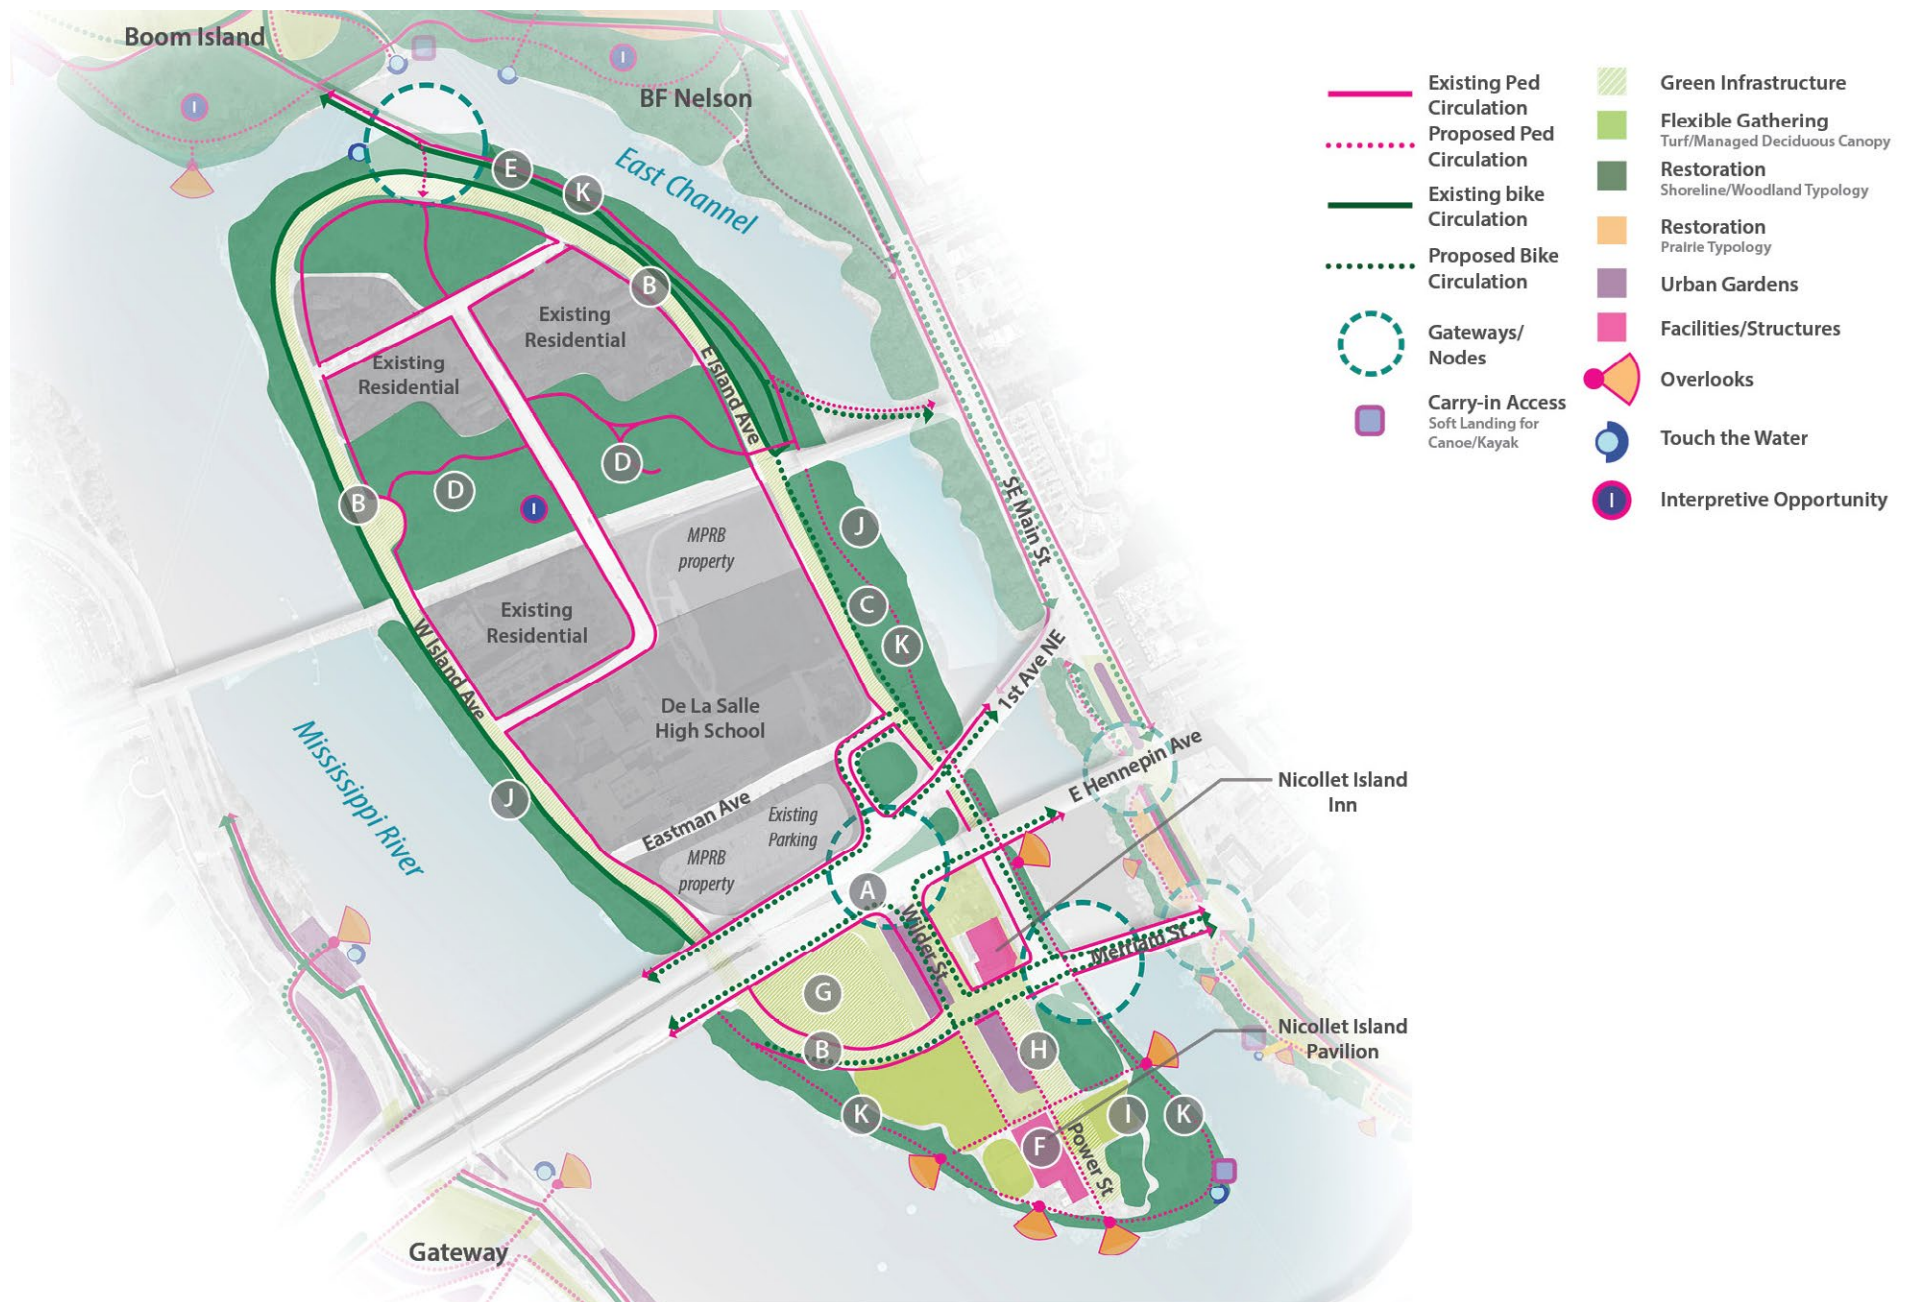 Boom Island
I
I
BF Nelson
East Channel
E
K
B
Existing
Residential
Existing
Residential
E Island Ave
D
D
B
I
MPRB
property
J
C
K
SE Main St
Existing
Residential
W Island Ave
De La Salle
High School
1st Ave NE
E Hennepin Ave
Mississippi River
J
Eastman Ave
Existing
Parking
MPRB
property
A
Wilder St
Merriam St
G
B
H
K
I
K
F
Power St
Gateway
Nicollet Island
Inn
Nicollet Island
Pavilion
Existing Ped
Circulation
Proposed Ped
Circulation
Existing bike
Circulation
Proposed Bike
Circulation
Gateways/
Nodes
Carry-in Access
Soft Landing for
Canoe/Kayak
Green Infrastructure
Flexible Gathering
Turf/Managed Deciduous Canopy
Restoration
Shoreline/Woodland Typology
Restoration
Prairie Typology
Urban Gardens
Facilities/Structures
Overlooks
Touch the Water
I
Interpretive Opportunity